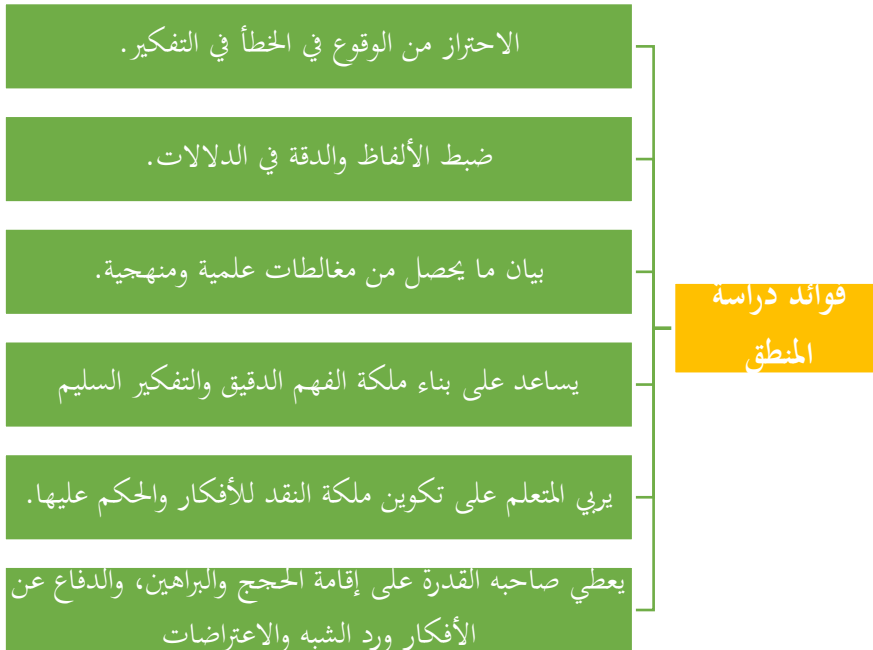 فوائد دراسة
المنطق
الاحتراز من الوقوع في الخطأ في التفكير.
ضبط الألفاظ والدقة في الدلالات.
بيان ما يحصل من مغالطات علمية ومنهجية.
يساعد على بناء ملكة الفهم الدقيق والتفكير السليم
يربي المتعلم على تكوين ملكة النقد للأفكار والحكم عليها.
يعطي صاحبه القدرة على إقامة الحجج والبراهين، والدفاع عن
الأفكار ورد الشبه والاعتراضات